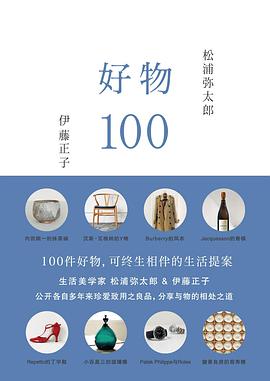 好物
100
松浦弥太郎
伊藤正子
内田鋼一的抹茶碗
汉斯·瓦格纳的Y椅
Burberry的风衣
Jacquesson的香槟
100件好物，可终生相伴的生活提案
生活美学家 松浦弥太郎 & 伊藤正子
公开各自多年来珍爱致用之良品，分享与物的相处之道
Repetto的丁字鞋
小谷真三的玻璃樽
Patek Philippe与Rolex